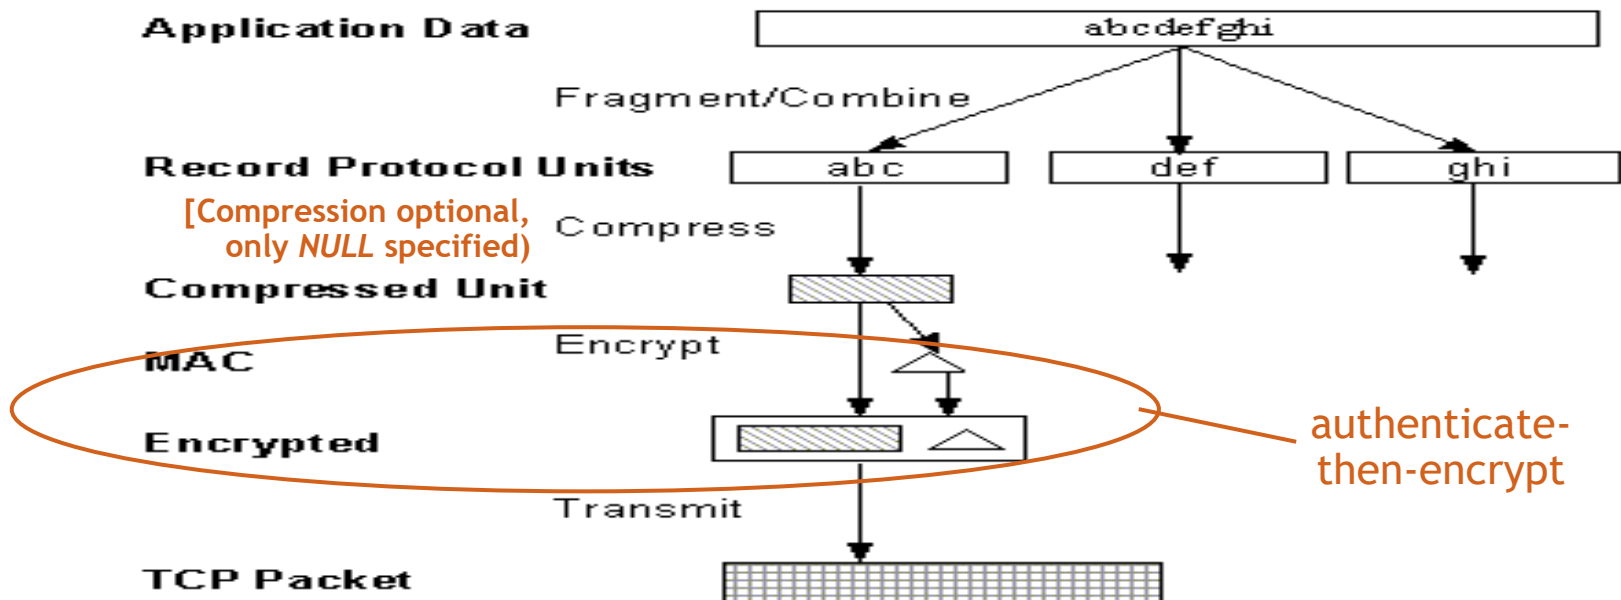 Application Data
abcdefghi
Fragment/Combine
Record Protocol Units
abc
def
ghi
[Compression optional,
only NULL specified)
Compress
Compressed Unit
Encrypt
MAC
Encrypted
authenticate-
then-encrypt
Transmit
TCP Packet